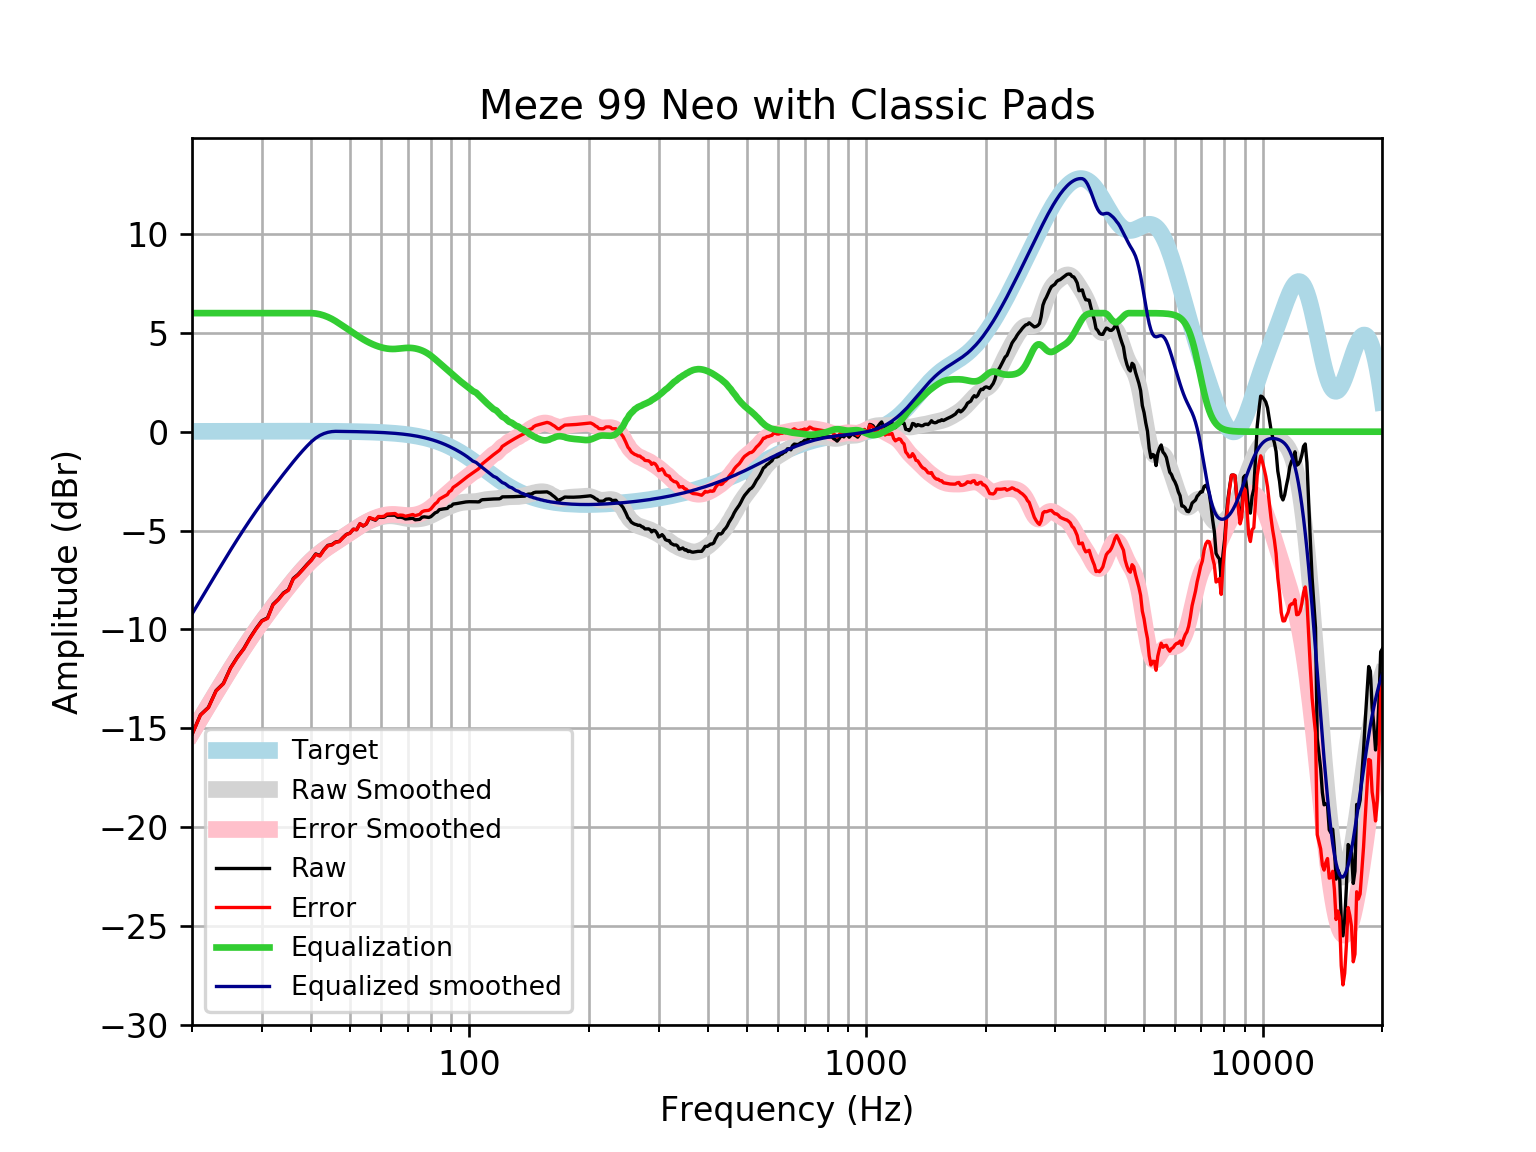 Meze 99 Neo with Classic Pads
Amplitude (dBr)
10
5
0
−5
−10
−15
−20
−25
−30
Target
Raw Smoothed
Error Smoothed
Raw
Error
Equalization
Equalized smoothed
100
1000
10000
Frequency (Hz)